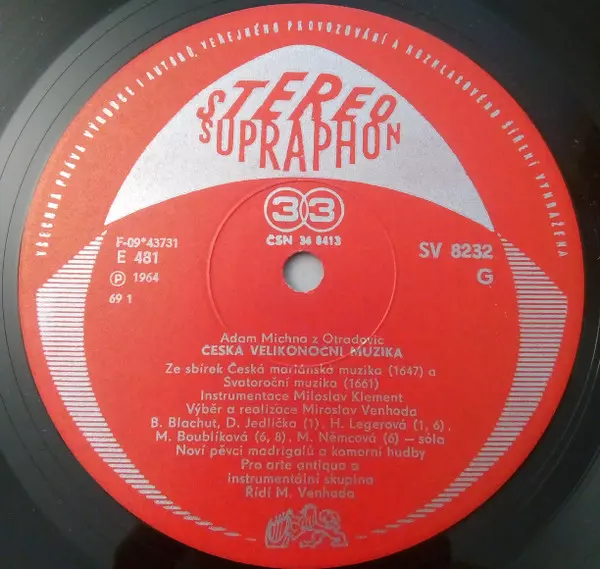 VŠECHNA PRÁVA VÝROBCE I AUTORŮ, VEŘEJNÉHO PROVOZOVÁNÍ A ROZHLASOVÉHO ŠÍŘENÍ VYHRAŽENA
STEREO
SUPRAPHON
33
ČSN 36 8413
F-09*43731
E 481
Ⓟ 1964
69 1
SV 8232
G
Adam Michna z Otradovic
ČESKÁ VELIKONOČNÍ MUZIKA
Ze sbírek Česká mariánská muzika (1647) a
Svatoroční muzika (1661)
Instrumentace Miloslav Klement
Výběr a realizace Miroslav Venhoda
B. Blachut, D. Jedlička (1), H. Legerová (1, 6),
M. Boublíková (6, 8), M. Němcová (6) — sóla
Noví pěvci madrigalů a komorní hudby
Pro arte antiqua a
instrumentální skupina
Řídí M. Venhoda